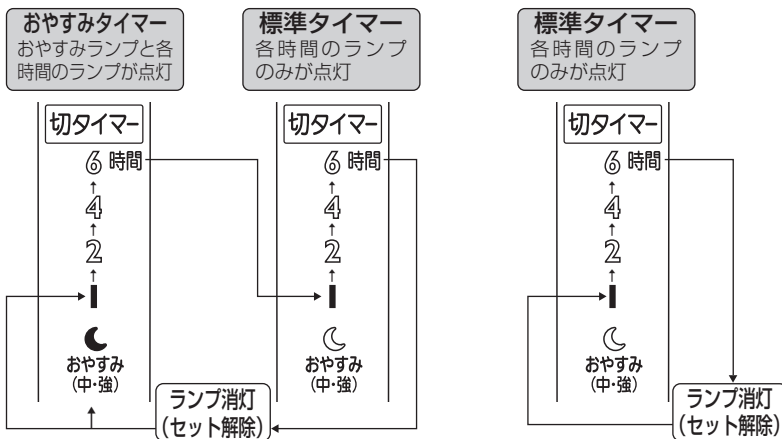 おやすみタイマー
おやすみランプと各
時間のランプが点灯
切タイマー
6 時間
↑
4
↑
2
↑
1
おやすみ
(中・強)
標準タイマー
各時間のランプ
のみが点灯
切タイマー
6 時間
↑
4
↑
2
↑
1
おやすみ
(中・強)
ランプ消灯
(セット解除)
標準タイマー
各時間のランプ
のみが点灯
切タイマー
6 時間
↑
4
↑
2
↑
1
おやすみ
(中・強)
ランプ消灯
(セット解除)